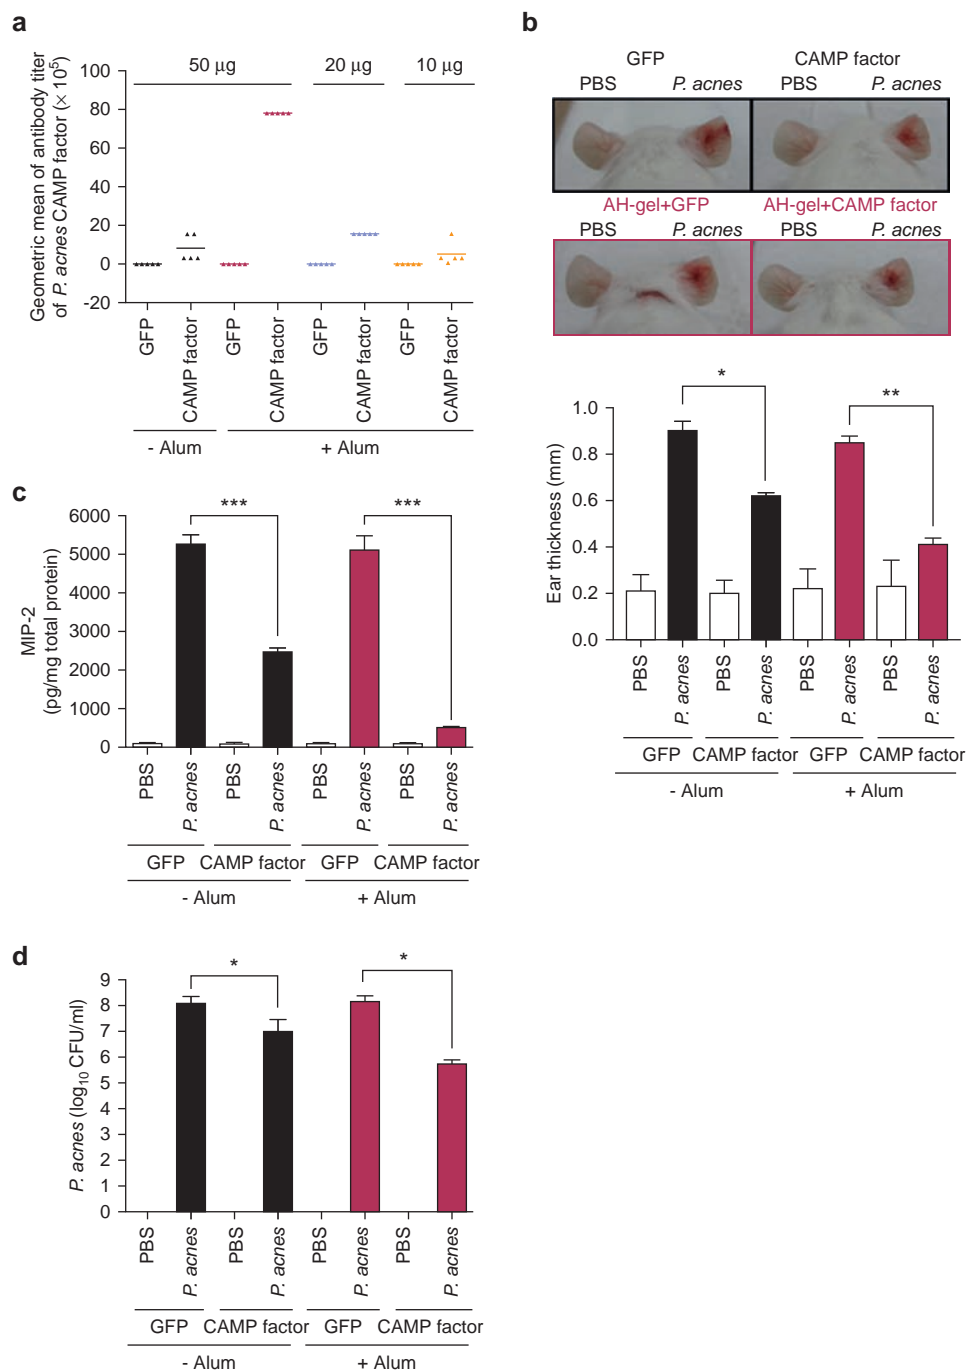 a
50 µg
20 µg
10 µg
Geometric mean of antibody titer
of P. acnes CAMP factor (× 10⁵)
100
80
60
40
20
0
-20
GFP
CAMP factor
GFP
CAMP factor
GFP
CAMP factor
GFP
CAMP factor
- Alum
+ Alum
b
GFP
CAMP factor
PBS
P. acnes
PBS
P. acnes
AH-gel+GFP
AH-gel+CAMP factor
PBS
P. acnes
PBS
P. acnes
Ear thickness (mm)
1.0
0.8
0.6
0.4
0.2
0.0
*
**
PBS
P. acnes
PBS
P. acnes
PBS
P. acnes
PBS
P. acnes
GFP
CAMP factor
GFP
CAMP factor
- Alum
+ Alum
c
MIP-2
(pg/mg total protein)
6000
5000
4000
3000
2000
1000
0
***
***
PBS
P. acnes
PBS
P. acnes
PBS
P. acnes
PBS
P. acnes
GFP
CAMP factor
GFP
CAMP factor
- Alum
+ Alum
d
P. acnes (log₁₀ CFU/ml)
9
8
7
6
5
4
3
2
1
0
*
*
PBS
P. acnes
PBS
P. acnes
PBS
P. acnes
PBS
P. acnes
GFP
CAMP factor
GFP
CAMP factor
- Alum
+ Alum